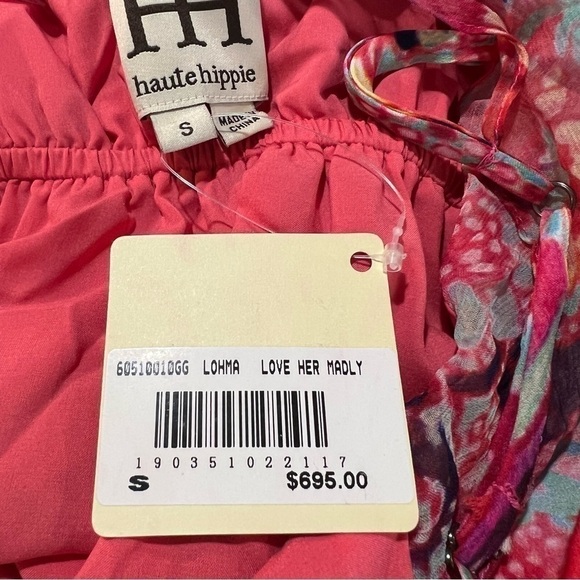 HH
haute hippie
S
MADE IN
CHINA
60510010GG LOHMA LOVE HER MADLY
190351022117
S $695.00